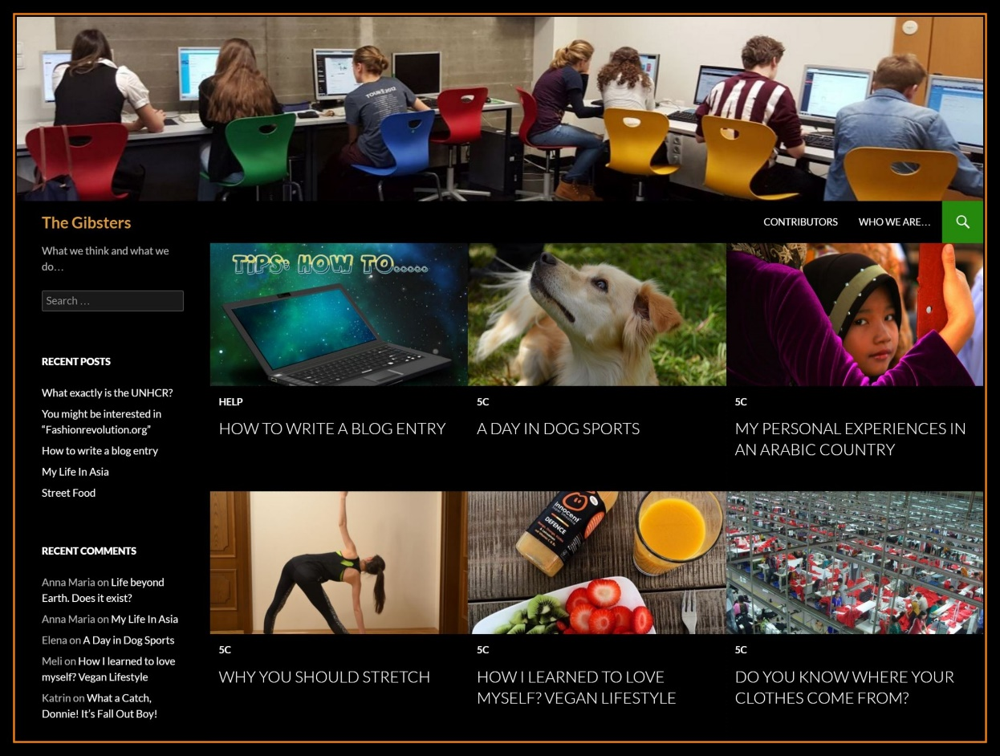 TOUR 2012
The Gibsters
CONTRIBUTORS
WHO WE ARE…
What we think and what we
do…
Search …
RECENT POSTS
What exactly is the UNHCR?
You might be interested in
“Fashionrevolution.org”
How to write a blog entry
My Life In Asia
Street Food
RECENT COMMENTS
Anna Maria on Life beyond
Earth. Does it exist?
Anna Maria on My Life In Asia
Elena on A Day in Dog Sports
Meli on How I learned to love
myself? Vegan Lifestyle
Katrin on What a Catch,
Donnie! It’s Fall Out Boy!
TiPS: HOW TO.....
HELP
HOW TO WRITE A BLOG ENTRY
5C
A DAY IN DOG SPORTS
5C
MY PERSONAL EXPERIENCES IN
AN ARABIC COUNTRY
5C
WHY YOU SHOULD STRETCH
innocent
DEFENCE
5C
HOW I LEARNED TO LOVE
MYSELF? VEGAN LIFESTYLE
5C
DO YOU KNOW WHERE YOUR
CLOTHES COME FROM?